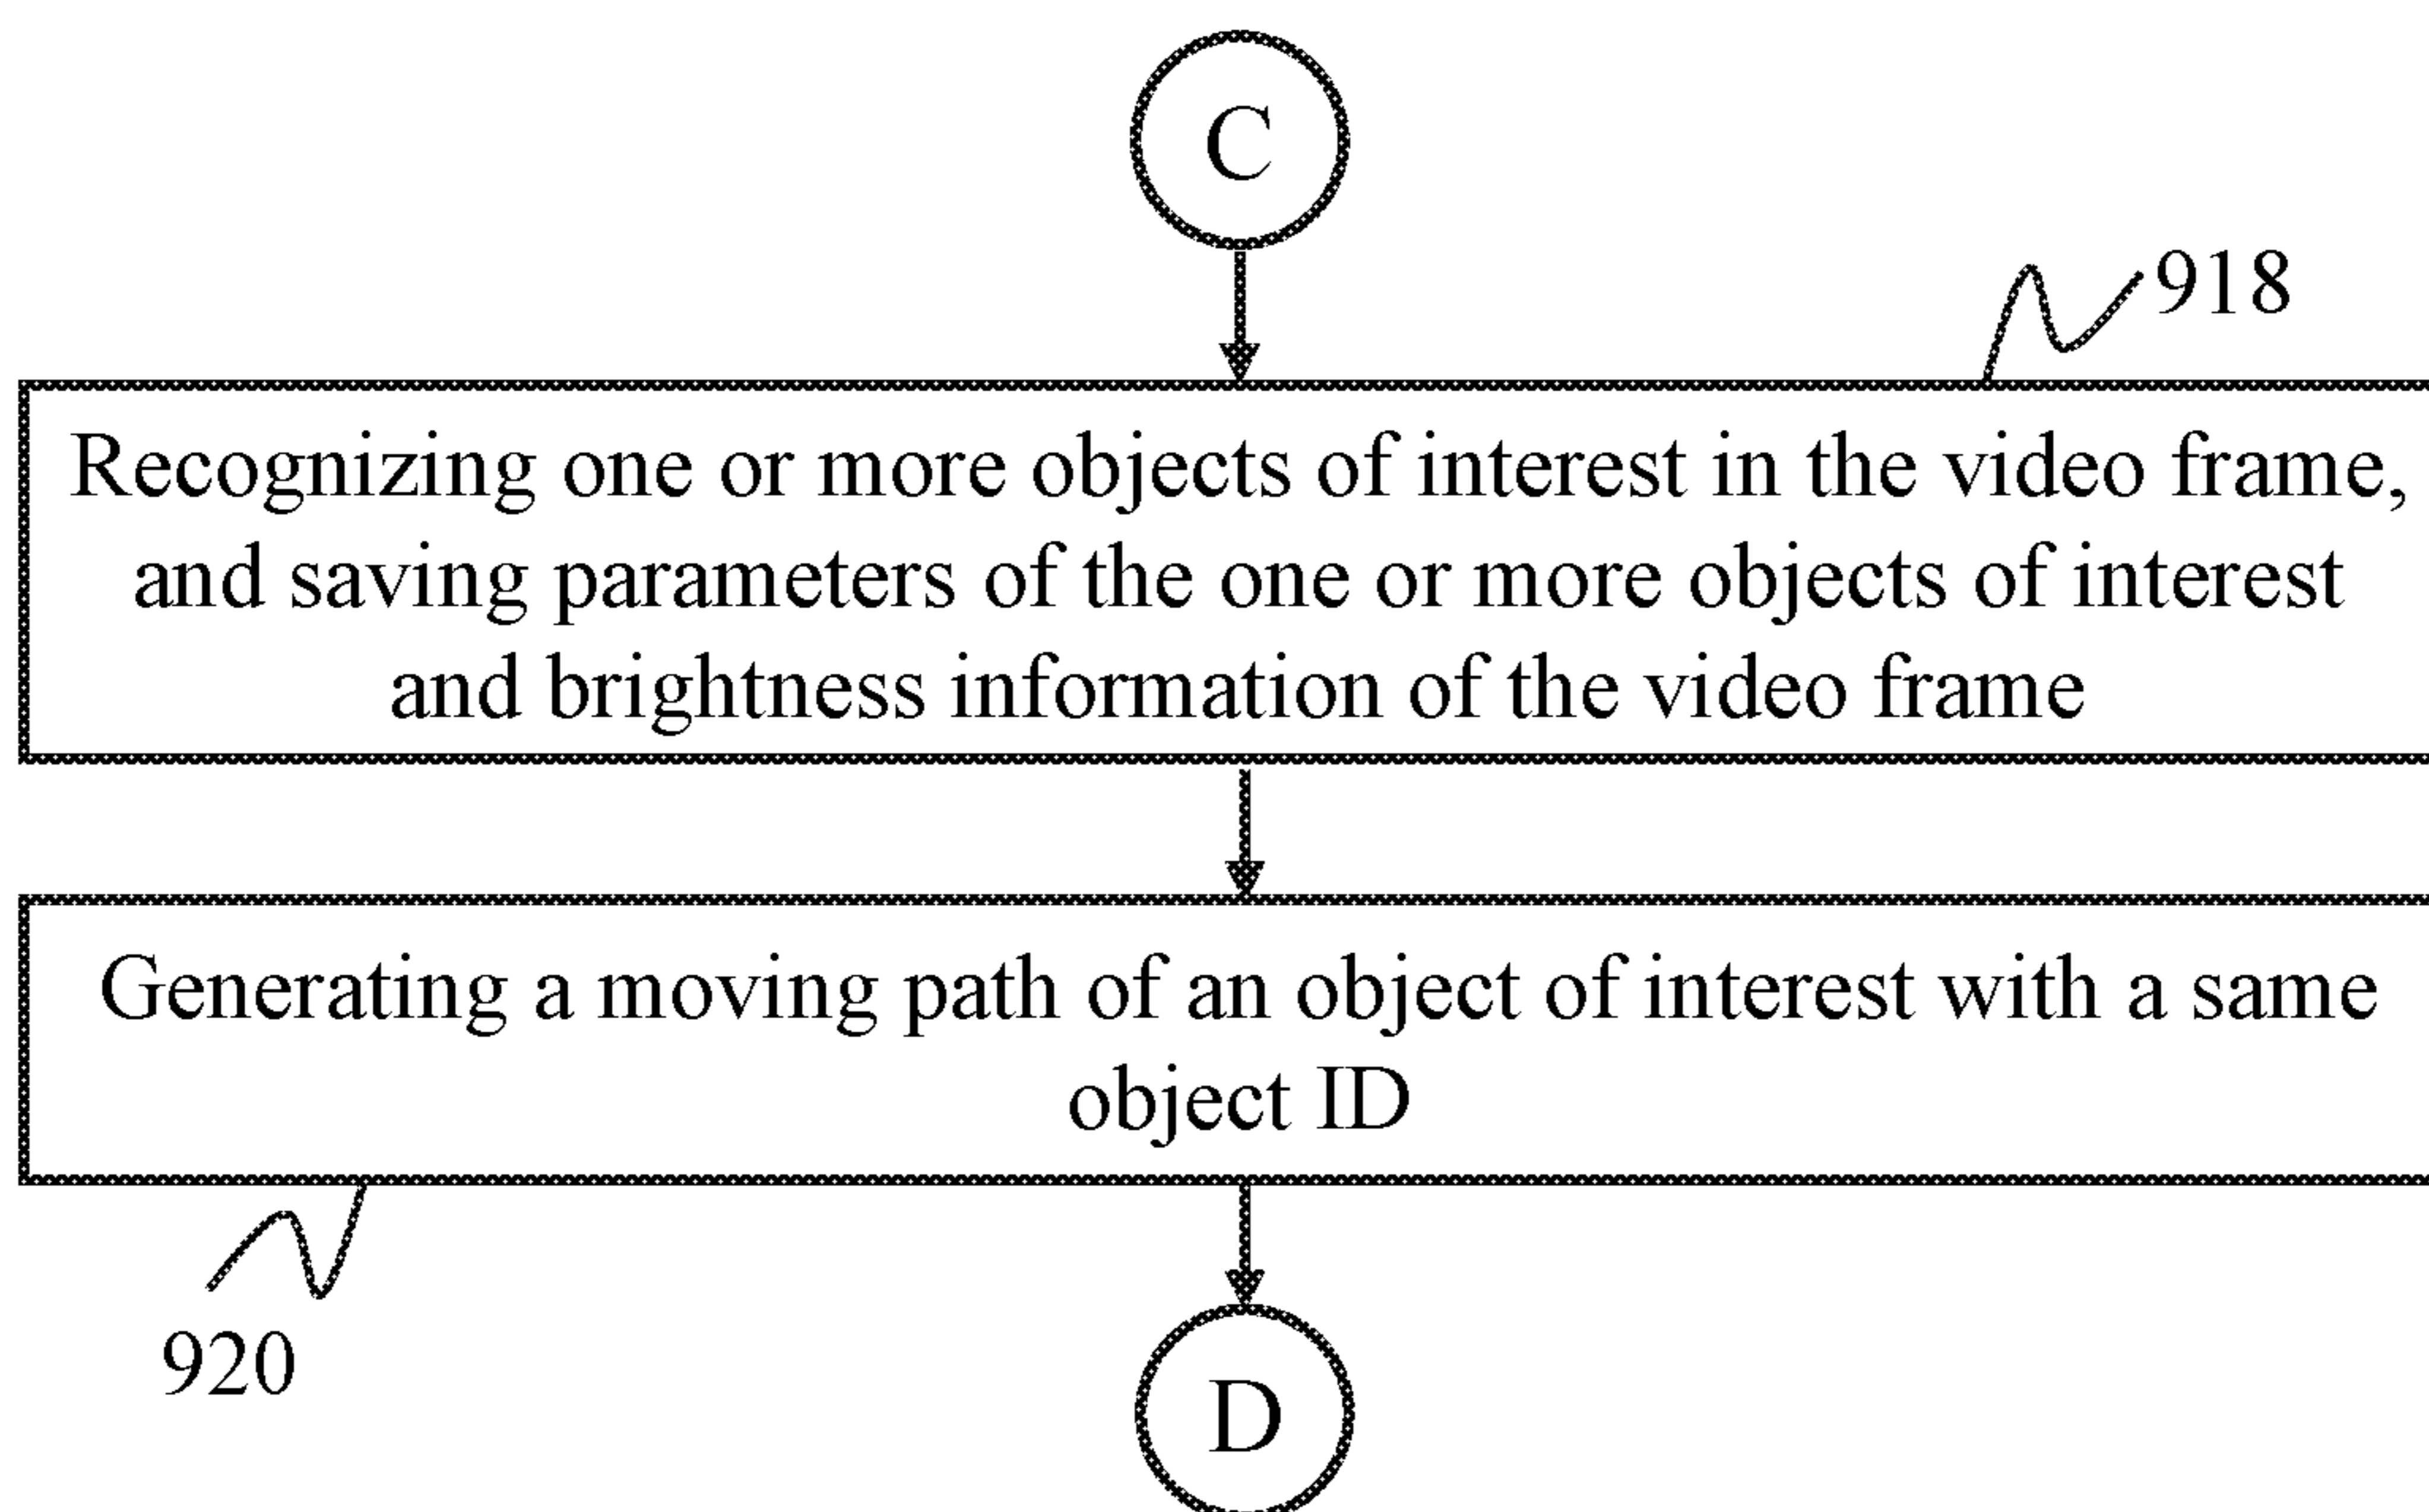 C
918
Recognizing one or more objects of interest in the video frame,
and saving parameters of the one or more objects of interest
and brightness information of the video frame
Generating a moving path of an object of interest with a same
object ID
920
D